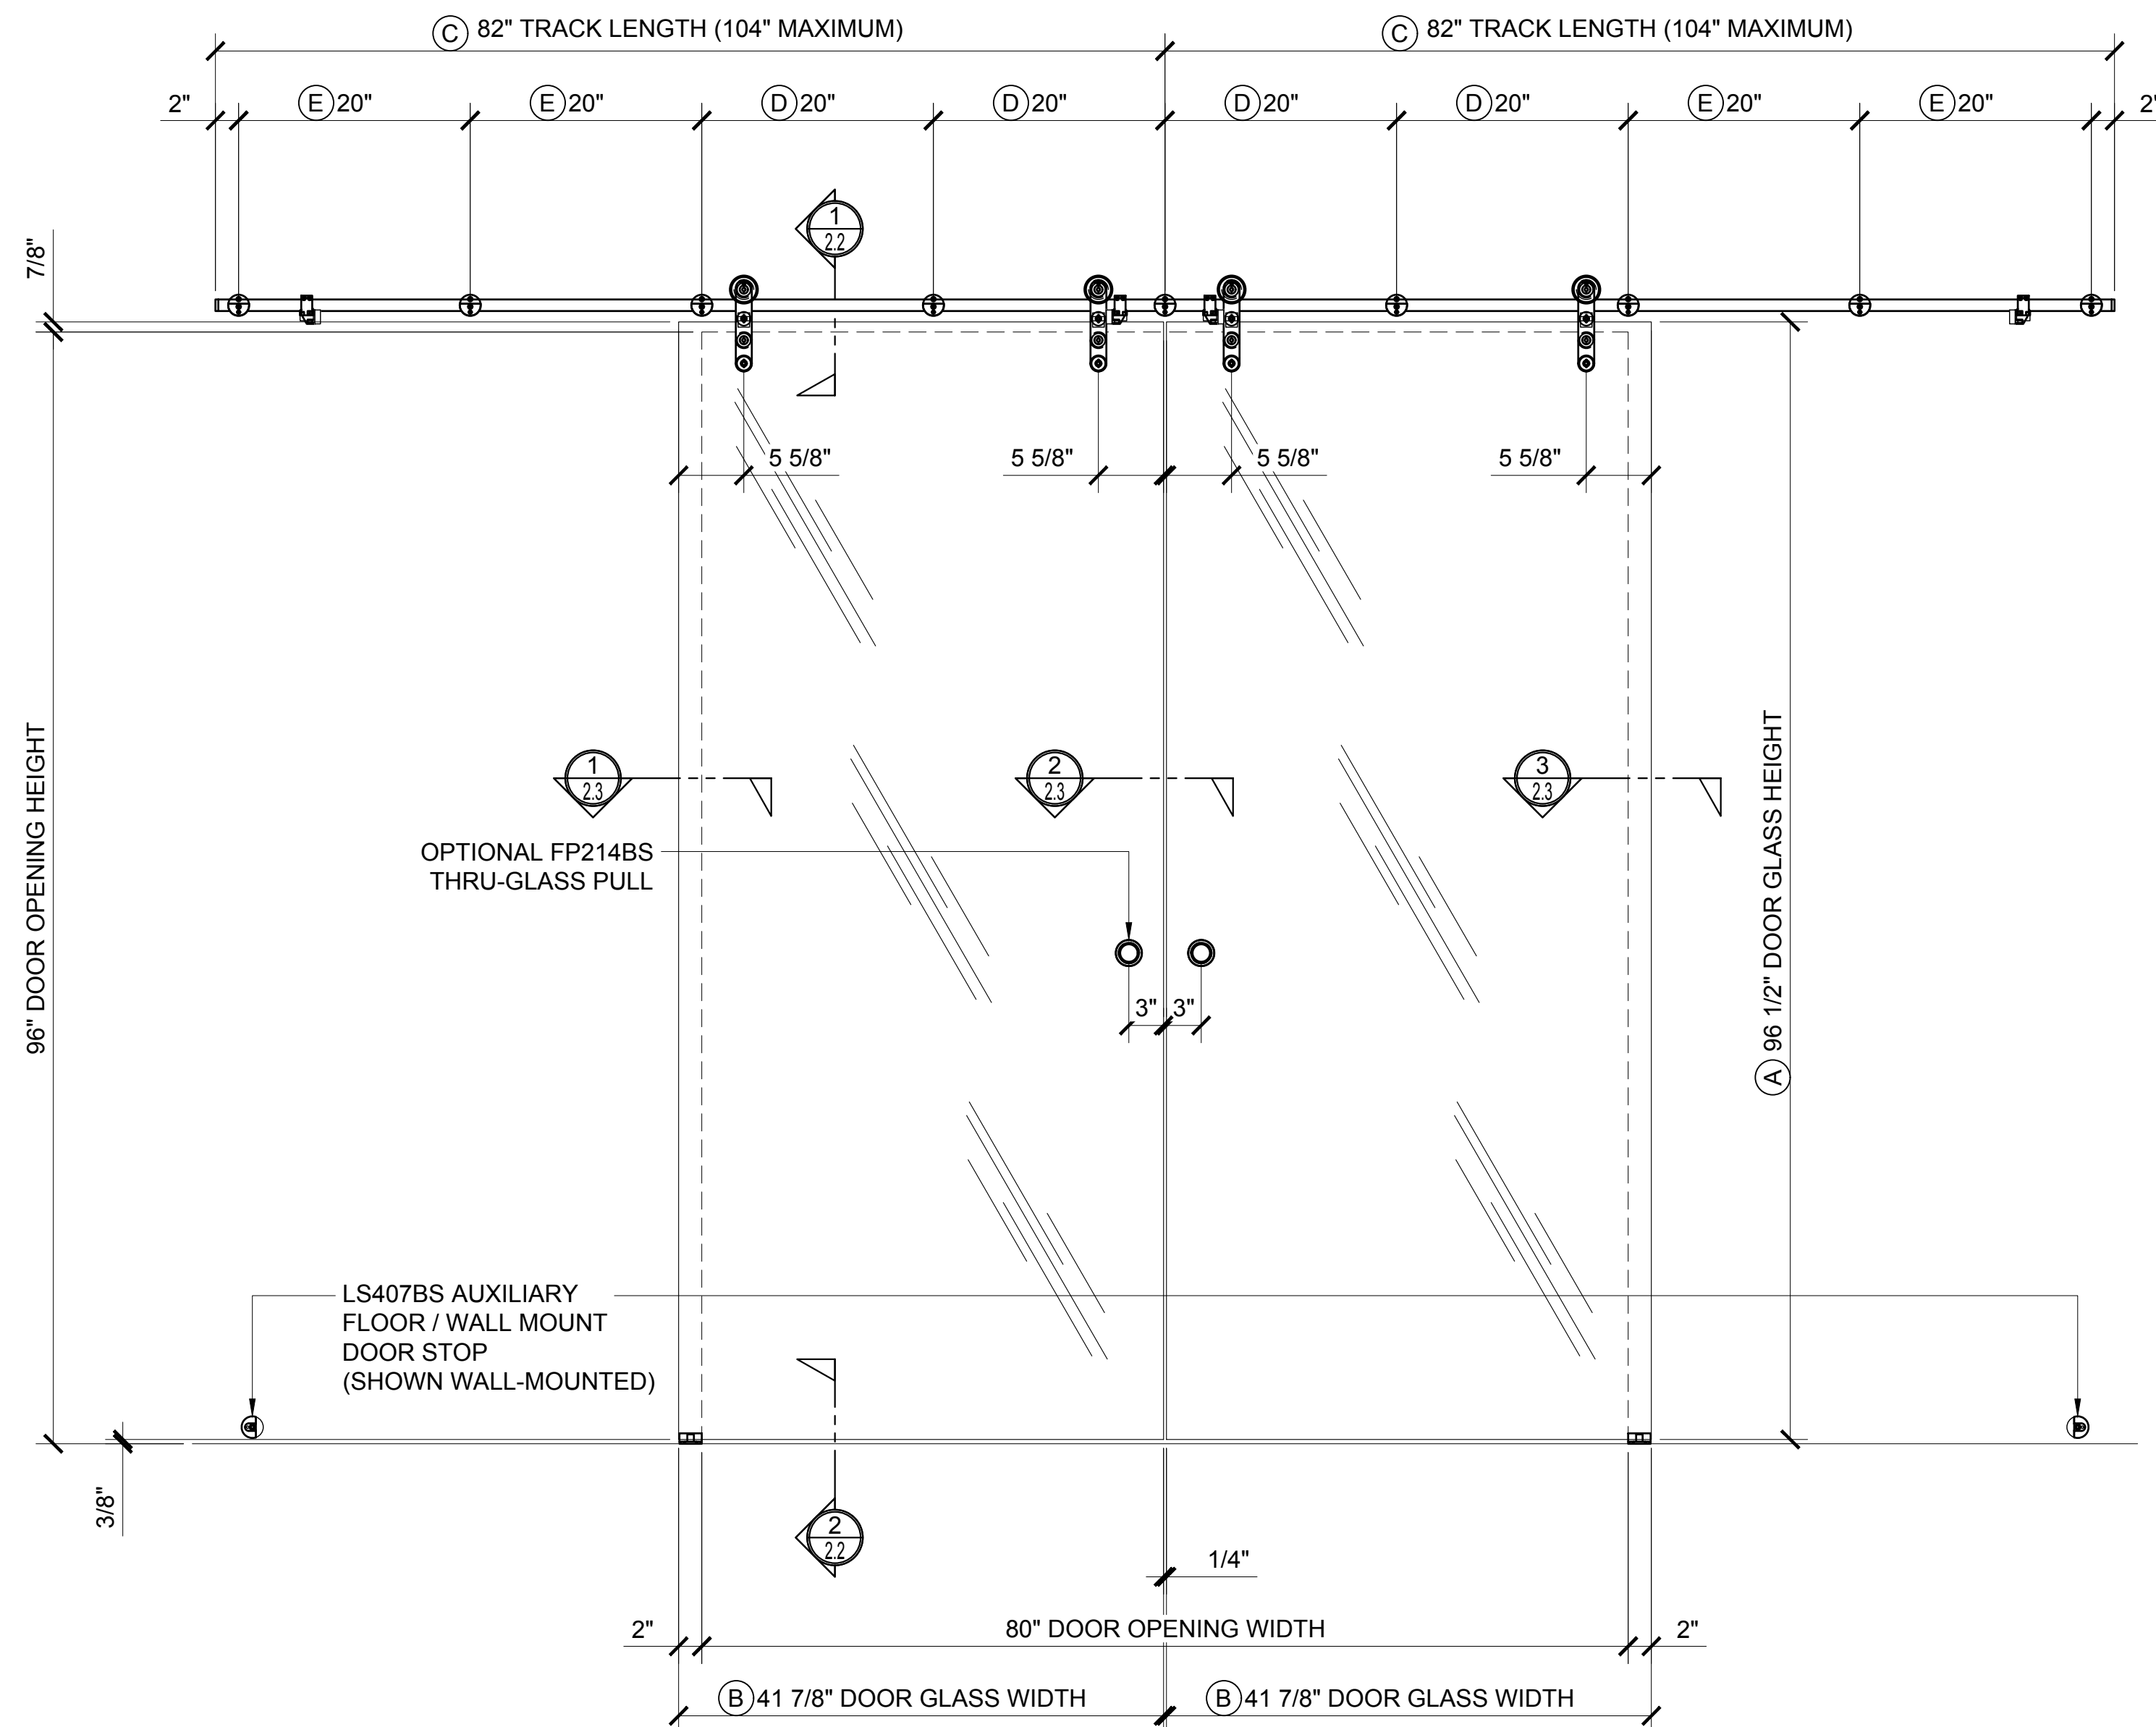 C 82" TRACK LENGTH (104" MAXIMUM)
C 82" TRACK LENGTH (104" MAXIMUM)
2"
E 20"
E 20"
D 20"
D 20"
D 20"
D 20"
E 20"
E 20"
2"
1
2.2
7/8"
5 5/8"
5 5/8"
5 5/8"
5 5/8"
96" DOOR OPENING HEIGHT
1
2.3
2
2.3
3
2.3
A 96 1/2" DOOR GLASS HEIGHT
OPTIONAL FP214BS
THRU-GLASS PULL
3"
3"
LS407BS AUXILIARY
FLOOR / WALL MOUNT
DOOR STOP
(SHOWN WALL-MOUNTED)
3/8"
2
2.2
1/4"
2"
80" DOOR OPENING WIDTH
2"
B 41 7/8" DOOR GLASS WIDTH
B 41 7/8" DOOR GLASS WIDTH